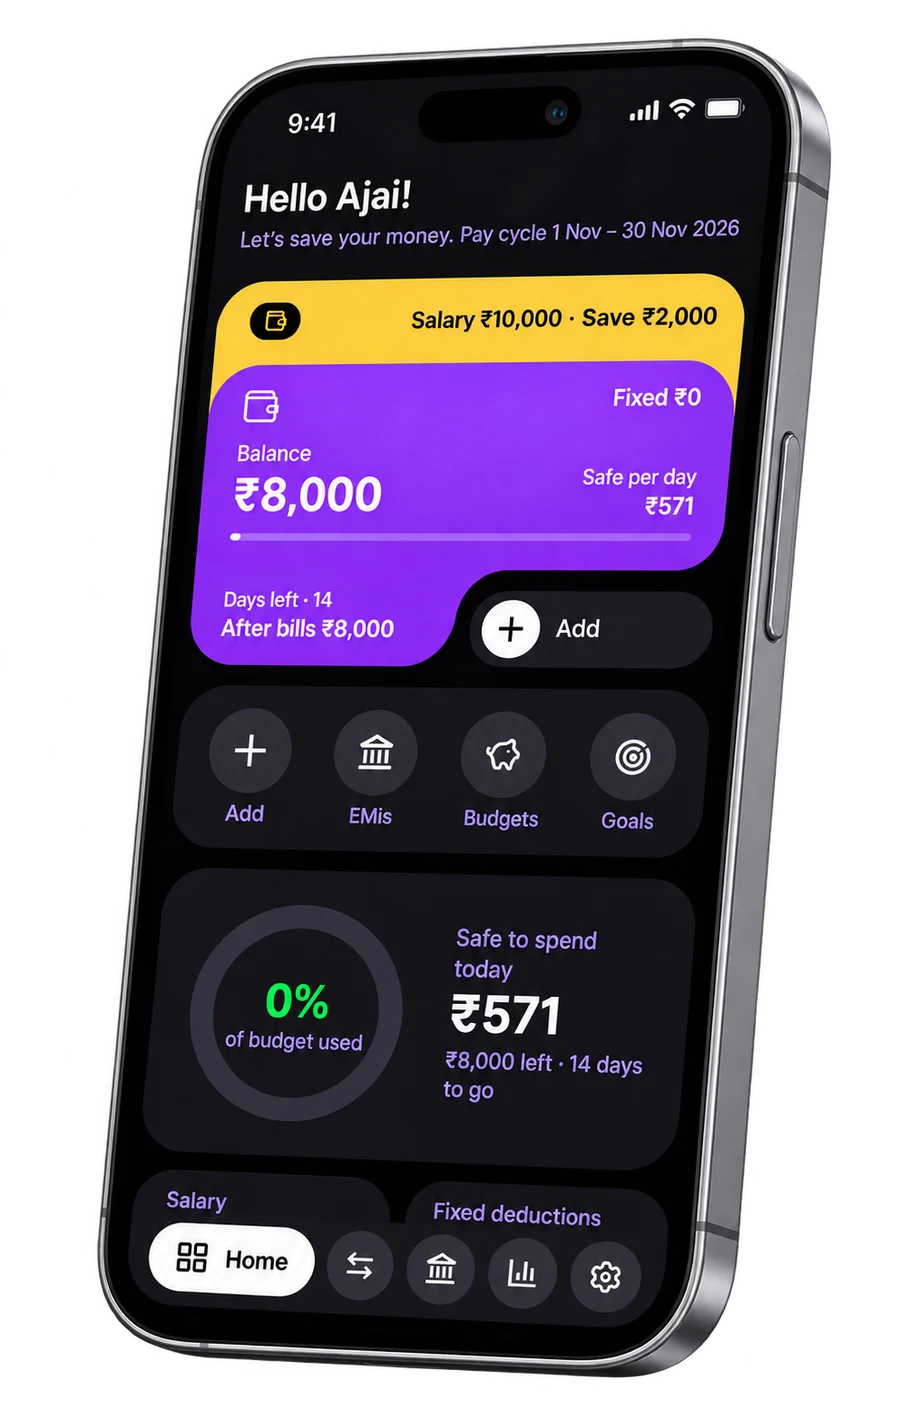 9:41
Hello Ajai!
Let's save your money. Pay cycle 1 Nov – 30 Nov 2026
Salary ₹10,000 · Save ₹2,000
Fixed ₹0
Balance
₹8,000
Safe per day
₹571
Days left · 14
After bills ₹8,000
Add
Add
EMis
Budgets
Goals
0%
of budget used
Safe to spend
today
₹571
₹8,000 left · 14 days
to go
Salary
Fixed deductions
Home